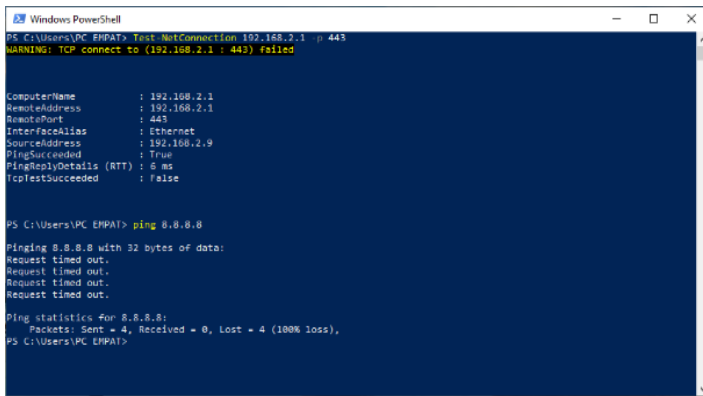 Windows PowerShell
PS C:\Users\PC EMPAT> Test-NetConnection 192.168.2.1 -p 443
WARNING: TCP connect to (192.168.2.1 : 443) failed
ComputerName : 192.168.2.1
RemoteAddress : 192.168.2.1
RemotePort : 443
InterfaceAlias : Ethernet
SourceAddress : 192.168.2.9
PingSucceeded : True
PingReplyDetails (RTT) : 6 ms
TcpTestSucceeded : False
PS C:\Users\PC EMPAT> ping 8.8.8.8
Pinging 8.8.8.8 with 32 bytes of data:
Request timed out.
Request timed out.
Request timed out.
Request timed out.
Ping statistics for 8.8.8.8:
Packets: Sent = 4, Received = 0, Lost = 4 (100% loss),
PS C:\Users\PC EMPAT>